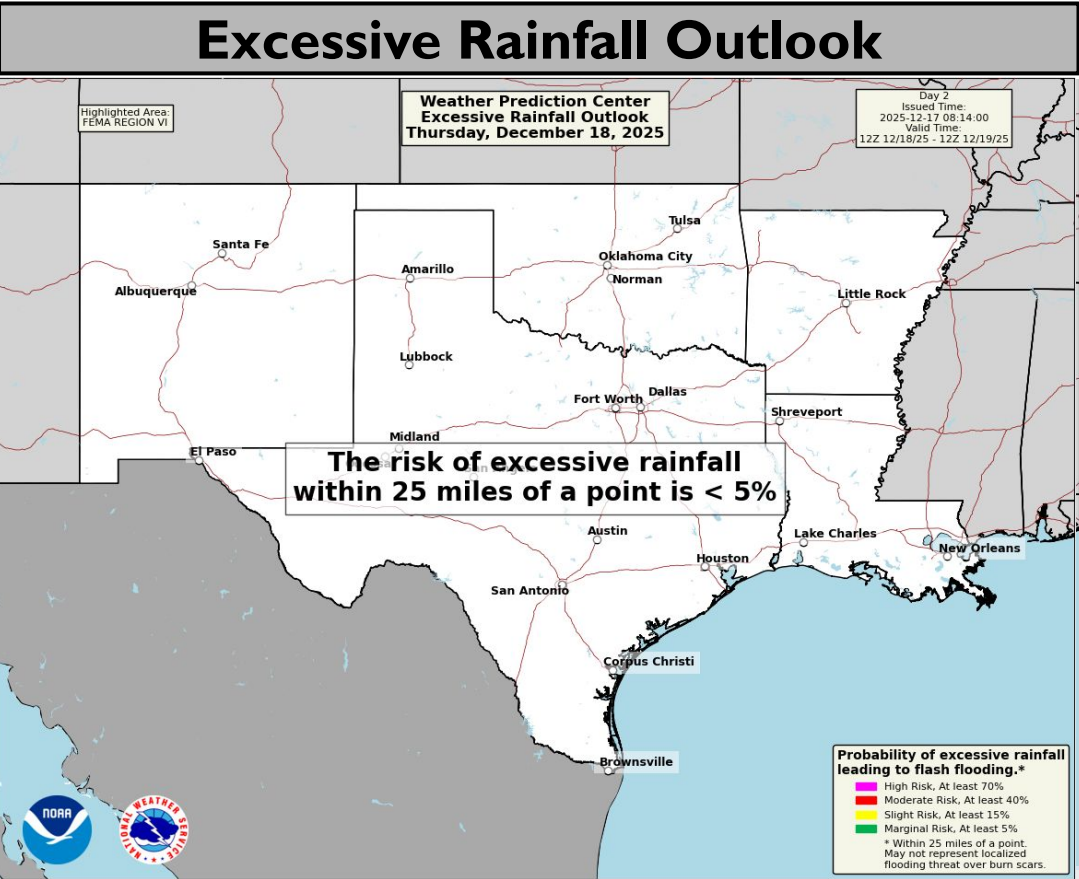 Excessive Rainfall Outlook
Highlighted Area:
FEMA REGION VI
Weather Prediction Center
Excessive Rainfall Outlook
Thursday, December 18, 2025
Day 2
Issued Time:
2025-12-17 08:14:00
Valid Time:
12Z 12/18/25 - 12Z 12/19/25
Tulsa
Santa Fe
Oklahoma City
Amarillo
Norman
Albuquerque
Little Rock
Lubbock
Dallas
Fort Worth
Shreveport
Midland
El Paso
The risk of excessive rainfall
within 25 miles of a point is < 5%
Austin
Lake Charles
New Orleans
Houston
San Antonio
Corpus Christi
Brownsville
Probability of excessive rainfall
leading to flash flooding.*
High Risk, At least 70%
Moderate Risk, At least 40%
Slight Risk, At least 15%
Marginal Risk, At least 5%
* Within 25 miles of a point.
May not represent localized
flooding threat over burn scars.
NOAA
NATIONAL WEATHER SERVICE